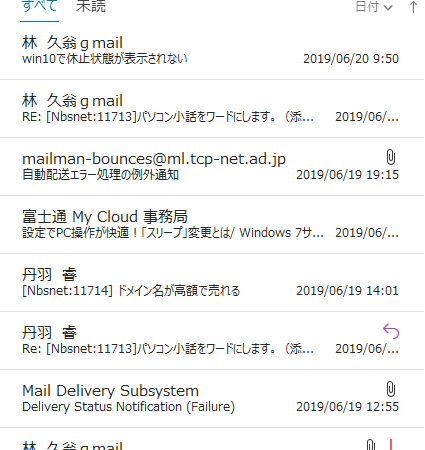 すべて 未読 日付
林 久翁ｇmail
win10で休止状態が表示されない 2019/06/20 9:50
林 久翁ｇmail
RE: [Nbsnet:11713]パソコン小話をワードにします。（添... 2019/06/...
mailman-bounces@ml.tcp-net.ad.jp
自動配送エラー処理の例外通知 2019/06/19 19:15
富士通 My Cloud 事務局
設定でPC操作が快適！「スリープ」変更とは/ Windows 7サ... 2019/06/...
丹羽 睿
[Nbsnet:11714] ドメイン名が高額で売れる 2019/06/19 14:01
丹羽 睿
Re: [Nbsnet:11713]パソコン小話をワードにします。（添... 2019/06/...
Mail Delivery Subsystem
Delivery Status Notification (Failure) 2019/06/19 12:55
林 久翁ｇmail